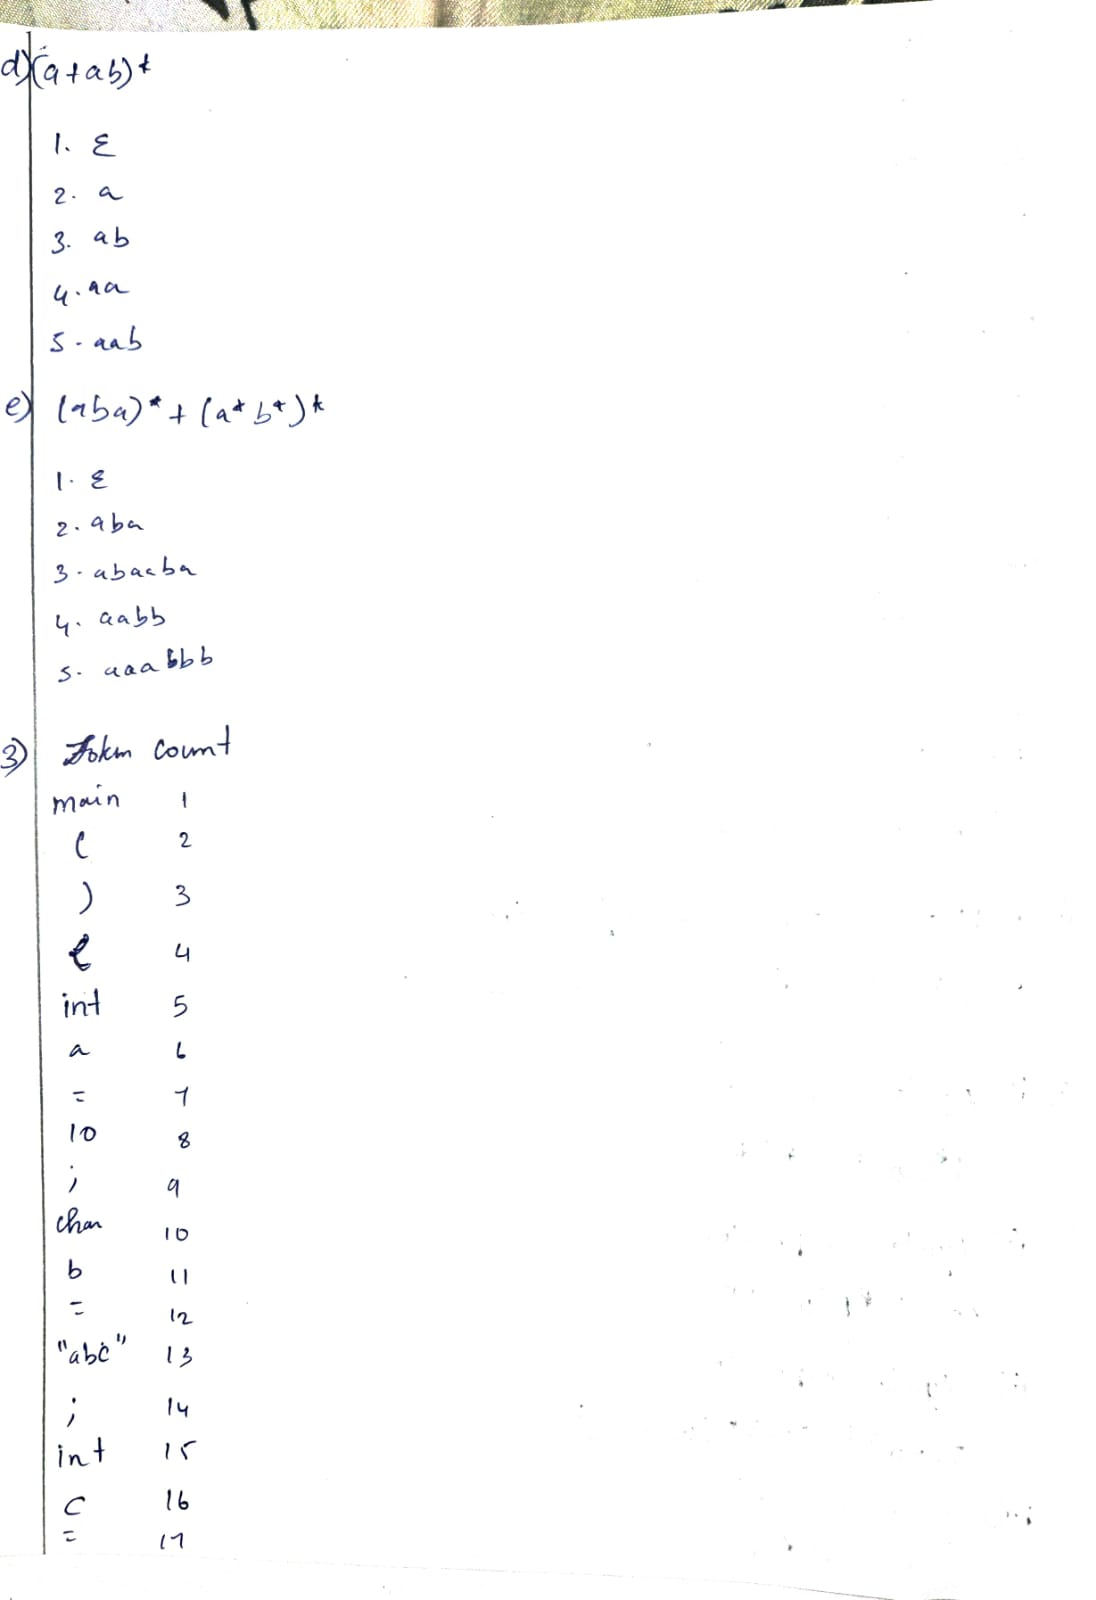 d) (a+ab)*
1. ε
2. a
3. ab
4. aa
5. aab
e) (aba)* + (a* b*)*
1. ε
2. aba
3. abaaba
4. aabb
5. aaabbb
3) Token count
main 1
( 2
) 3
{ 4
int 5
a 6
= 7
10 8
; 9
char 10
b 11
= 12
"abc" 13
; 14
int 15
c 16
= 17